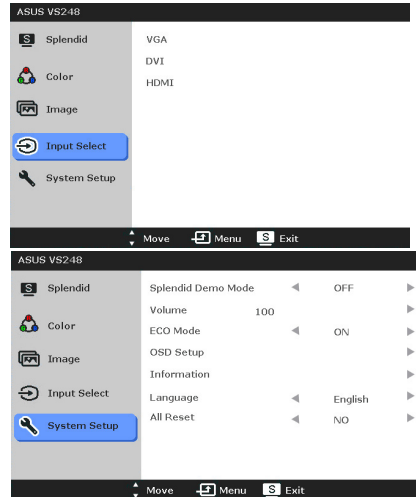 ASUS VS248
S Splendid
VGA
DVI
Color
HDMI
Image
Input Select
System Setup
Move Menu S Exit
ASUS VS248
S Splendid
Splendid Demo Mode OFF
Volume 100
Color
ECO Mode ON
Image
OSD Setup
Information
Input Select
Language English
System Setup
All Reset NO
Move Menu S Exit